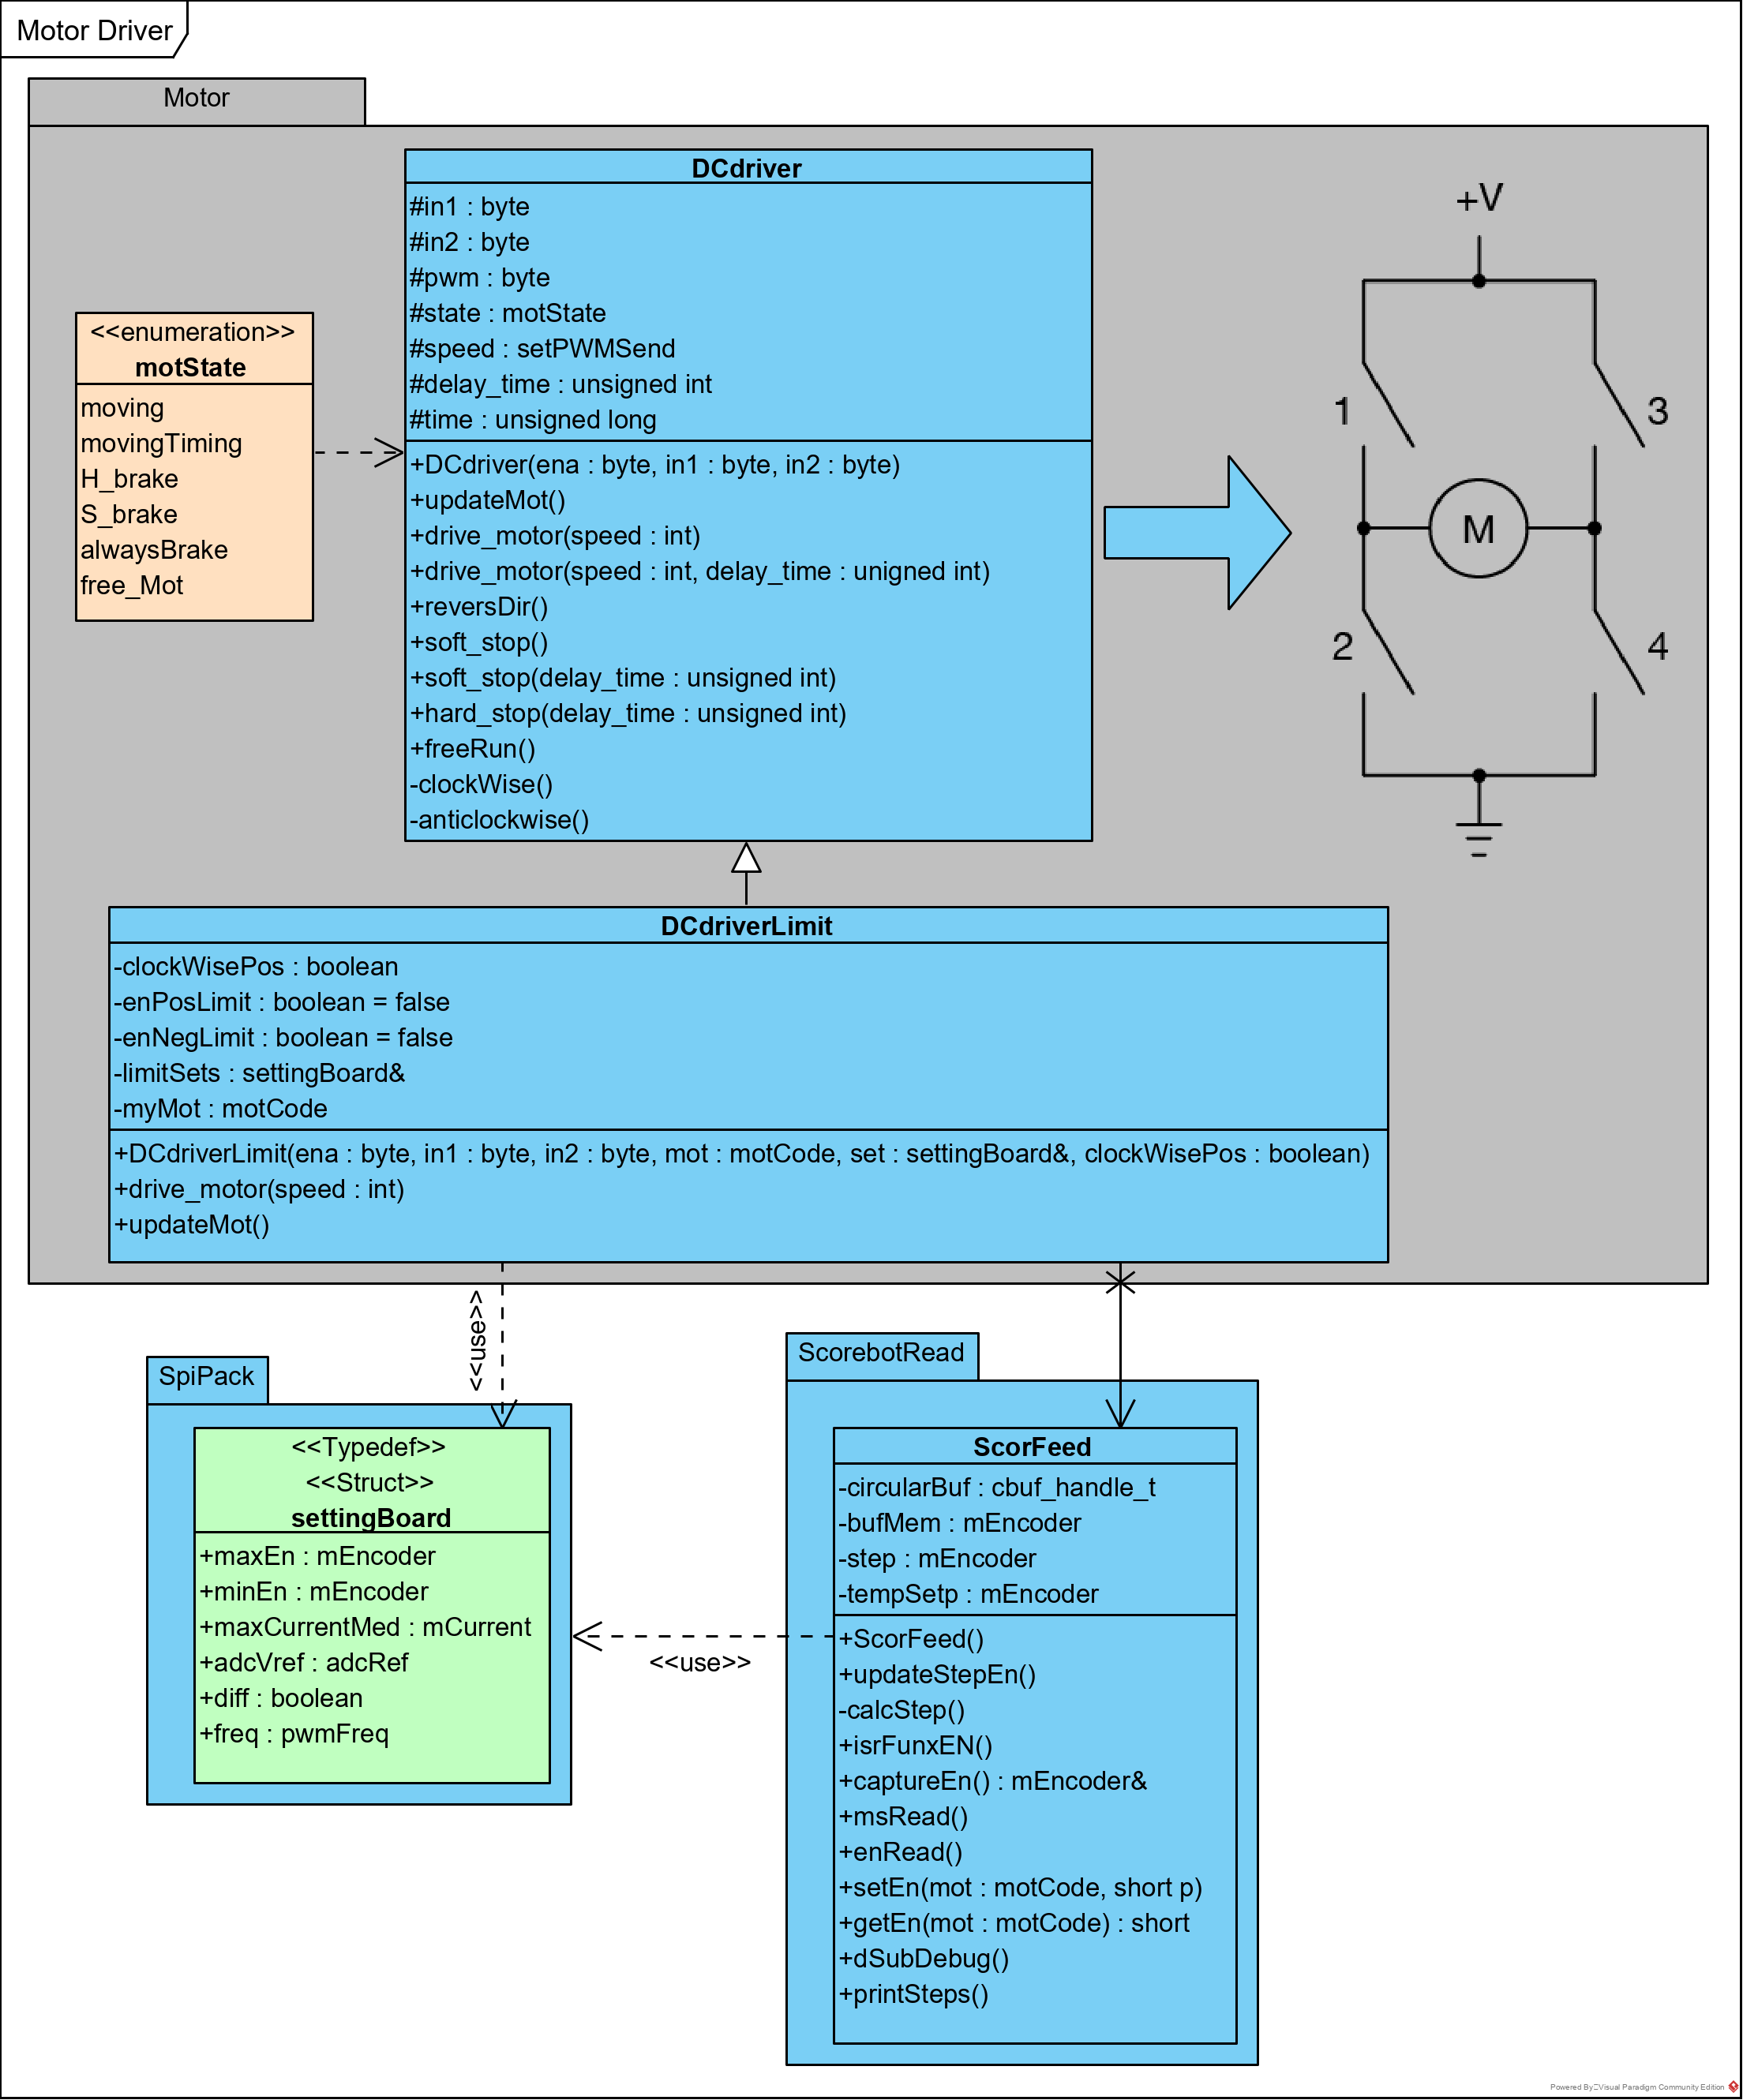 Motor Driver
Motor
DCdriver
#in1 : byte
#in2 : byte
#pwm : byte
#state : motState
#speed : setPWMSend
#delay_time : unsigned int
#time : unsigned long
+DCdriver(ena : byte, in1 : byte, in2 : byte)
+updateMot()
+drive_motor(speed : int)
+drive_motor(speed : int, delay_time : unigned int)
+reversDir()
+soft_stop()
+soft_stop(delay_time : unsigned int)
+hard_stop(delay_time : unsigned int)
+freeRun()
-clockWise()
-anticlockwise()
<<enumeration>>
motState
moving
movingTiming
H_brake
S_brake
alwaysBrake
free_Mot
+V
1
3
M
2
4
DCdriverLimit
-clockWisePos : boolean
-enPosLimit : boolean = false
-enNegLimit : boolean = false
-limitSets : settingBoard&
-myMot : motCode
+DCdriverLimit(ena : byte, in1 : byte, in2 : byte, mot : motCode, set : settingBoard&, clockWisePos : boolean)
+drive_motor(speed : int)
+updateMot()
<<use>>
SpiPack
<<Typedef>>
<<Struct>>
settingBoard
+maxEn : mEncoder
+minEn : mEncoder
+maxCurrentMed : mCurrent
+adcVref : adcRef
+diff : boolean
+freq : pwmFreq
<<use>>
ScorebotRead
ScorFeed
-circularBuf : cbuf_handle_t
-bufMem : mEncoder
-step : mEncoder
-tempSetp : mEncoder
+ScorFeed()
+updateStepEn()
-calcStep()
+isrFunxEN()
+captureEn() : mEncoder&
+msRead()
+enRead()
+setEn(mot : motCode, short p)
+getEn(mot : motCode) : short
+dSubDebug()
+printSteps()
Powered By Visual Paradigm Community Edition